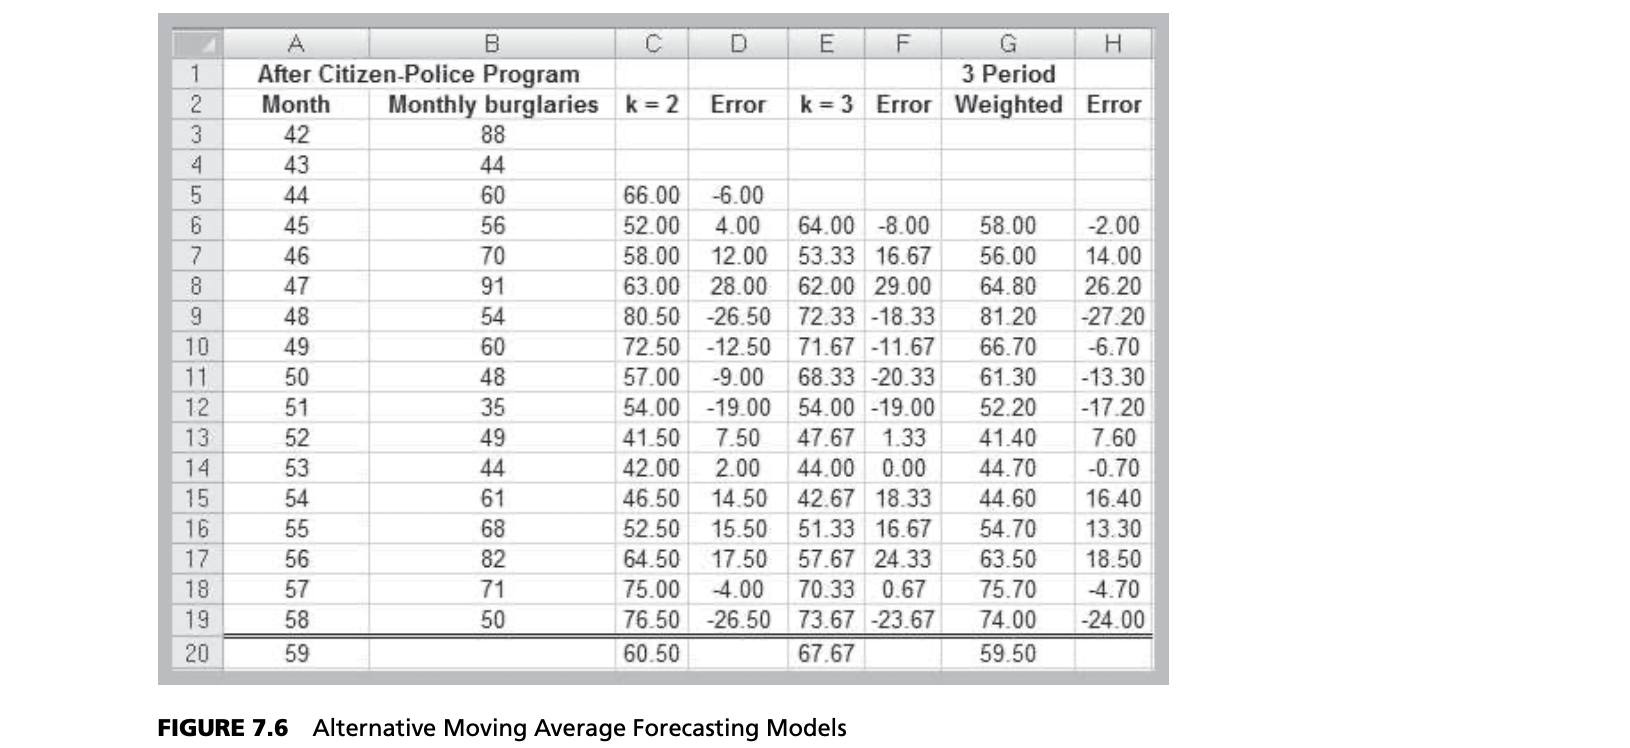 A B C D E F G H
1 After Citizen-Police Program 3 Period
2 Month Monthly burglaries k = 2 Error k = 3 Error Weighted Error
3 42 88
4 43 44
5 44 60 66.00 -6.00
6 45 56 52.00 4.00 64.00 -8.00 58.00 -2.00
7 46 70 58.00 12.00 53.33 16.67 56.00 14.00
8 47 91 63.00 28.00 62.00 29.00 64.80 26.20
9 48 54 80.50 -26.50 72.33 -18.33 81.20 -27.20
10 49 60 72.50 -12.50 71.67 -11.67 66.70 -6.70
11 50 48 57.00 -9.00 68.33 -20.33 61.30 -13.30
12 51 35 54.00 -19.00 54.00 -19.00 52.20 -17.20
13 52 49 41.50 7.50 47.67 1.33 41.40 7.60
14 53 44 42.00 2.00 44.00 0.00 44.70 -0.70
15 54 61 46.50 14.50 42.67 18.33 44.60 16.40
16 55 68 52.50 15.50 51.33 16.67 54.70 13.30
17 56 82 64.50 17.50 57.67 24.33 63.50 18.50
18 57 71 75.00 -4.00 70.33 0.67 75.70 -4.70
19 58 50 76.50 -26.50 73.67 -23.67 74.00 -24.00
20 59 60.50 67.67 59.50
FIGURE 7.6 Alternative Moving Average Forecasting Models